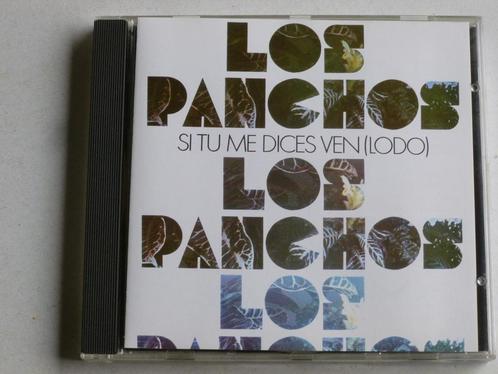 LOS
PANCHOS
SI TU ME DICES VEN (LODO)
LOS
PANCHOS
LOS
PANCHOS